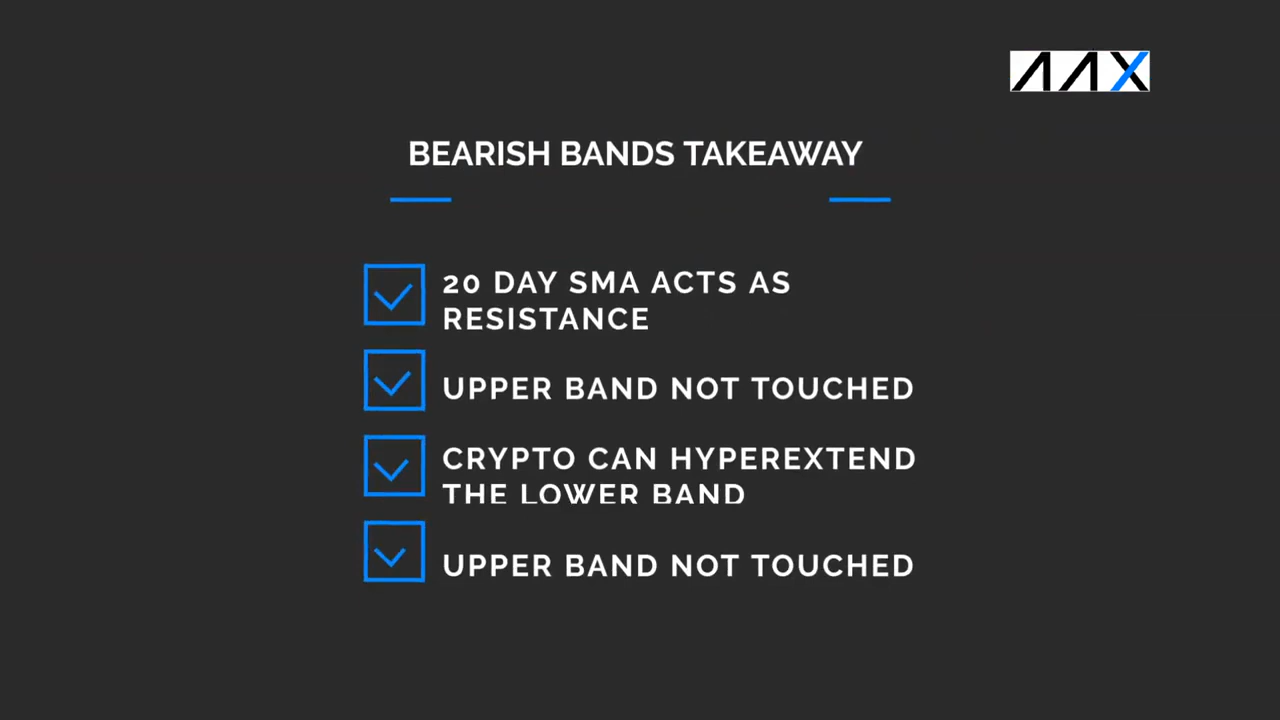 AAX
BEARISH BANDS TAKEAWAY
20 DAY SMA ACTS AS
RESISTANCE
UPPER BAND NOT TOUCHED
CRYPTO CAN HYPEREXTEND
THE LOWER BAND
UPPER BAND NOT TOUCHED